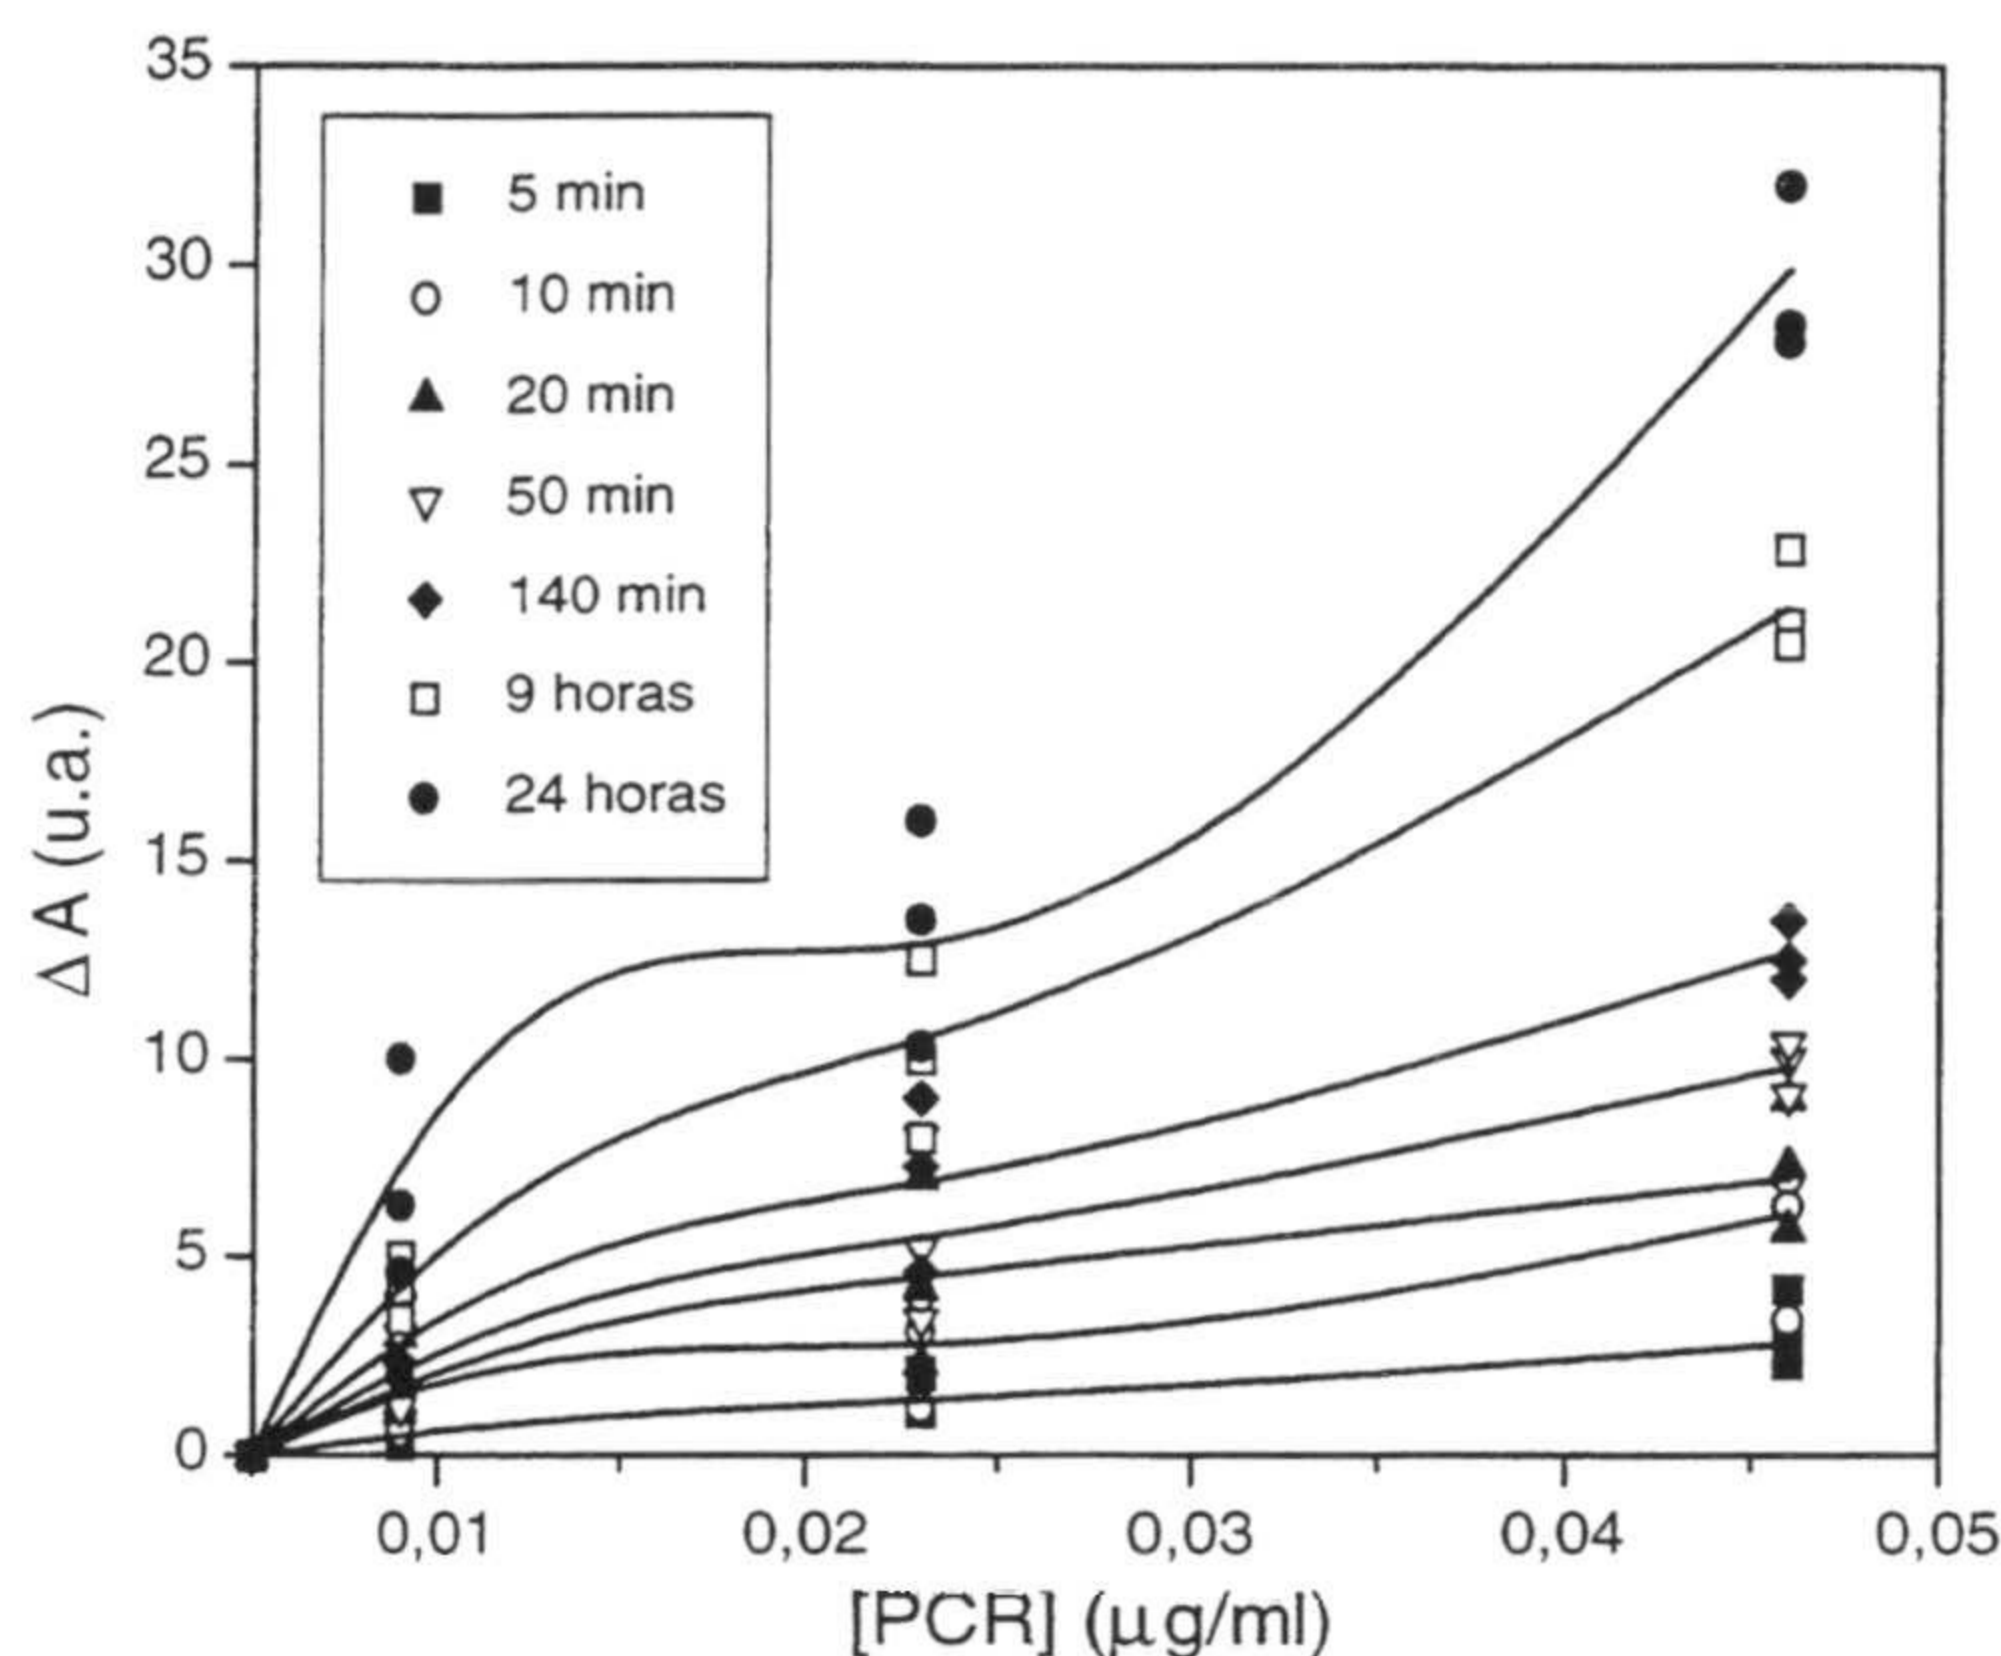 35
30
25
20
15
10
5
0
Δ A (u.a.)
5 min
10 min
20 min
50 min
140 min
9 horas
24 horas
0,01
0,02
0,03
0,04
0,05
[PCR] (μg/ml)